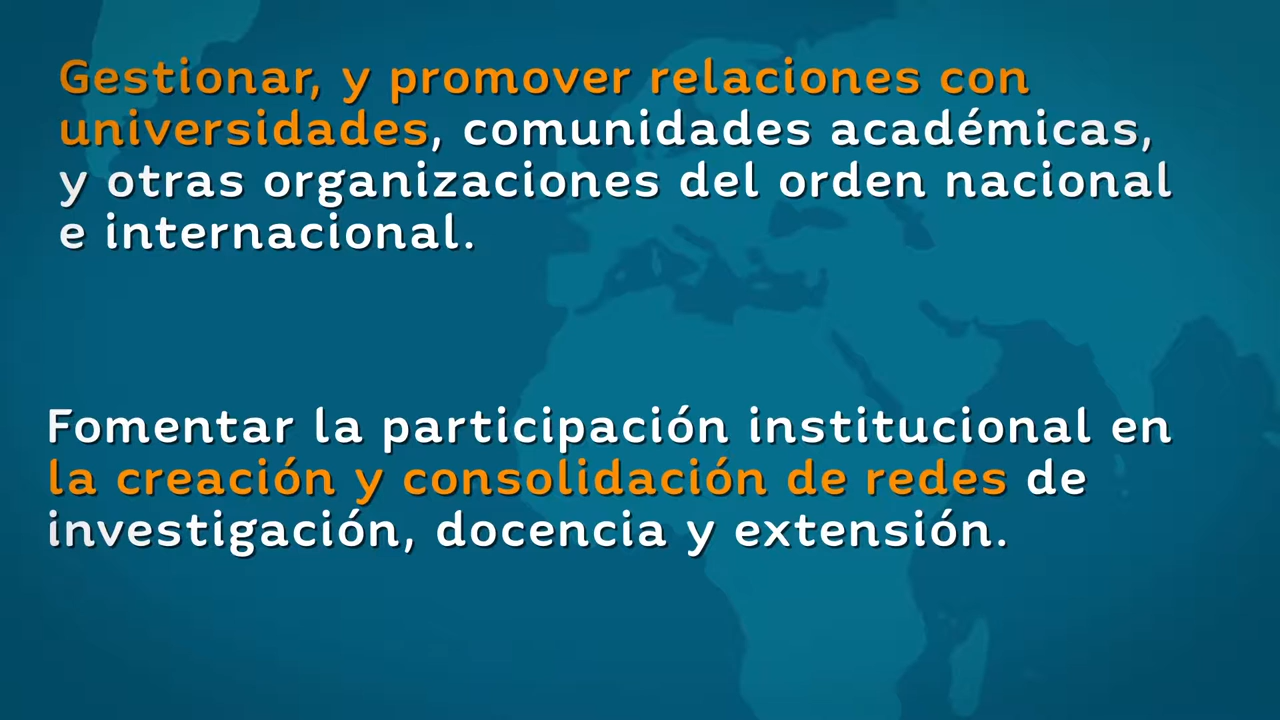 Gestionar, y promover relaciones con
universidades, comunidades académicas,
y otras organizaciones del orden nacional
e internacional.
Fomentar la participación institucional en
la creación y consolidación de redes de
investigación, docencia y extensión.